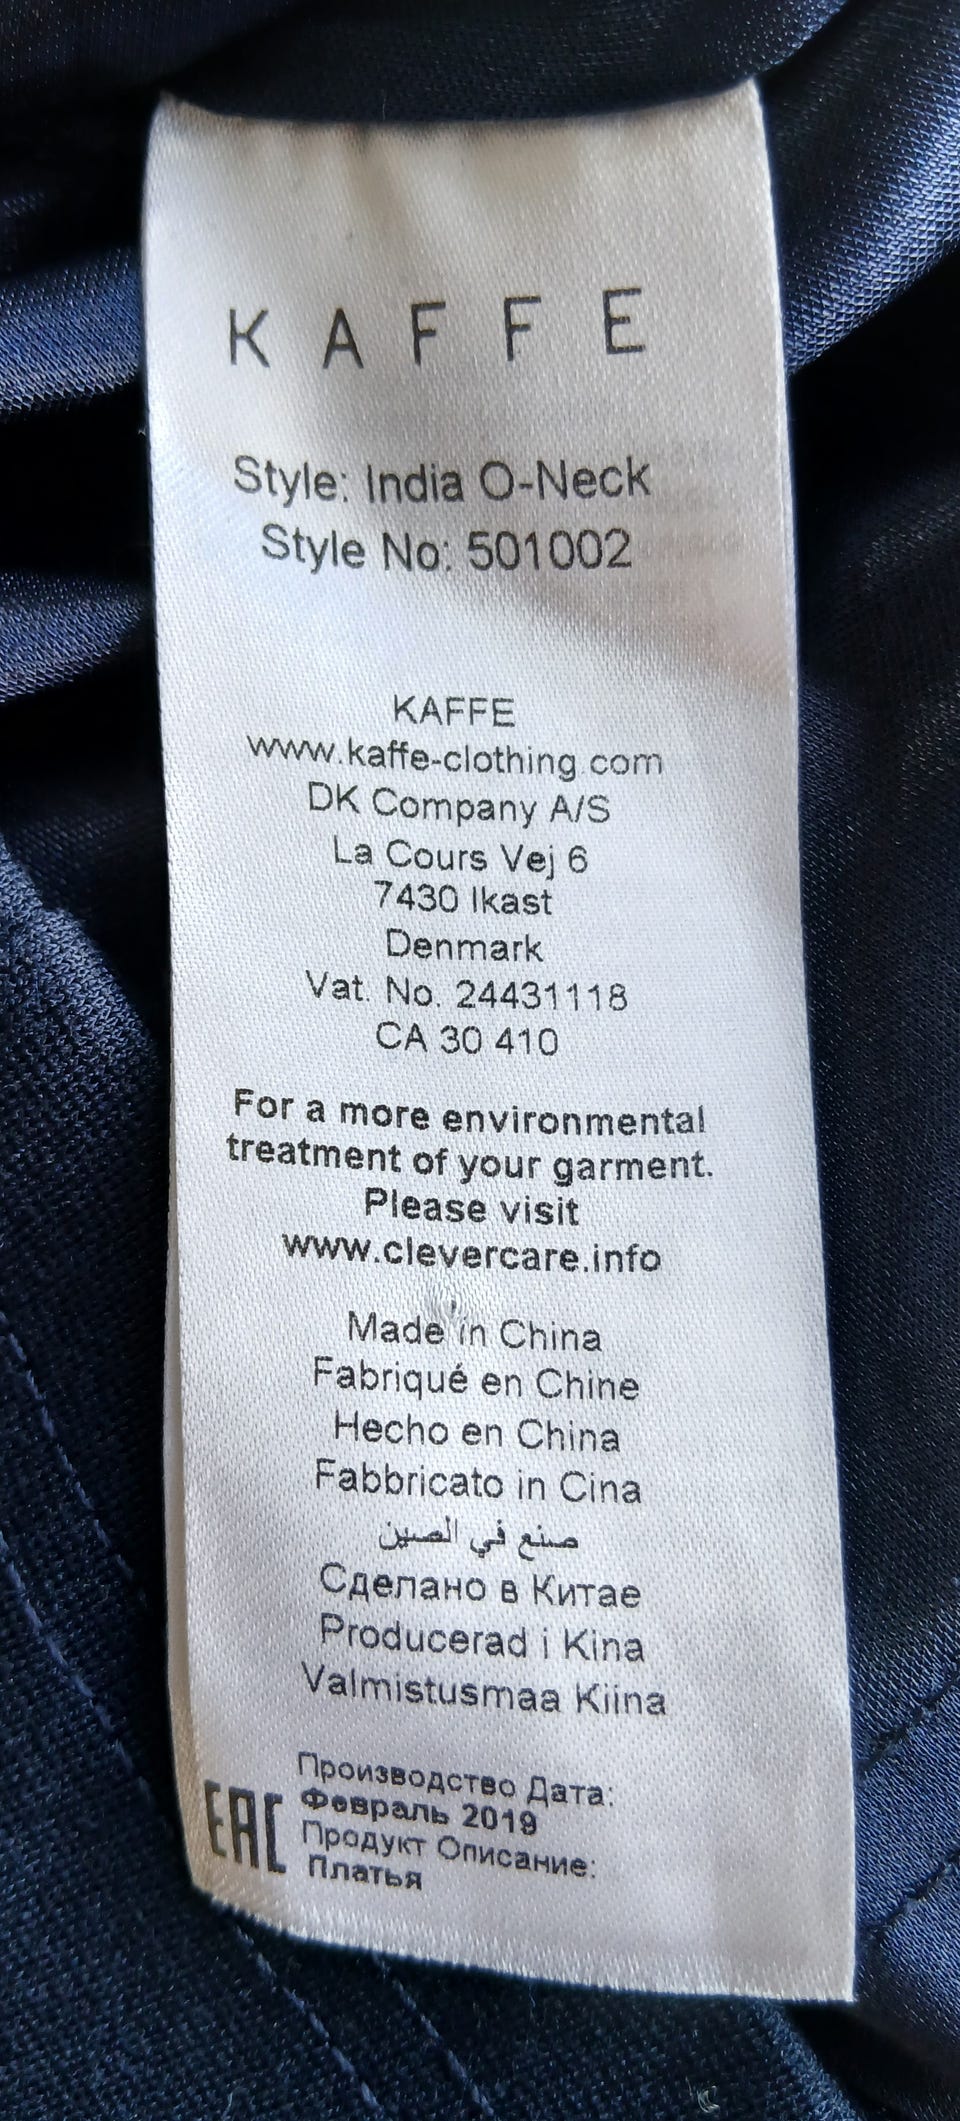 KAFFE
Style: India O-Neck
Style No: 501002
KAFFE
www.kaffe-clothing.com
DK Company A/S
La Cours Vej 6
7430 Ikast
Denmark
Vat. No. 24431118
CA 30 410
For a more environmental
treatment of your garment.
Please visit
www.clevercare.info
Made in China
Fabriqué en Chine
Hecho en China
Fabbricato in Cina
صنع في الصين
Сделано в Китае
Producerad i Kina
Valmistusmaa Kiina
EAC
Производство Дата:
Февраль 2019
Продукт Описание:
Платья